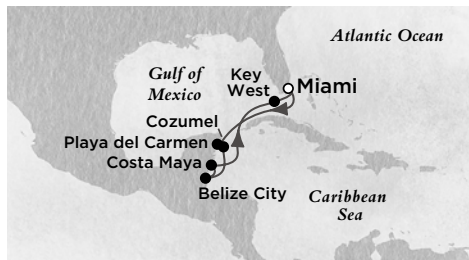 Atlantic Ocean
Gulf of
Mexico
Key
West
Miami
Cozumel
Playa del Carmen
Costa Maya
Belize City
Caribbean
Sea